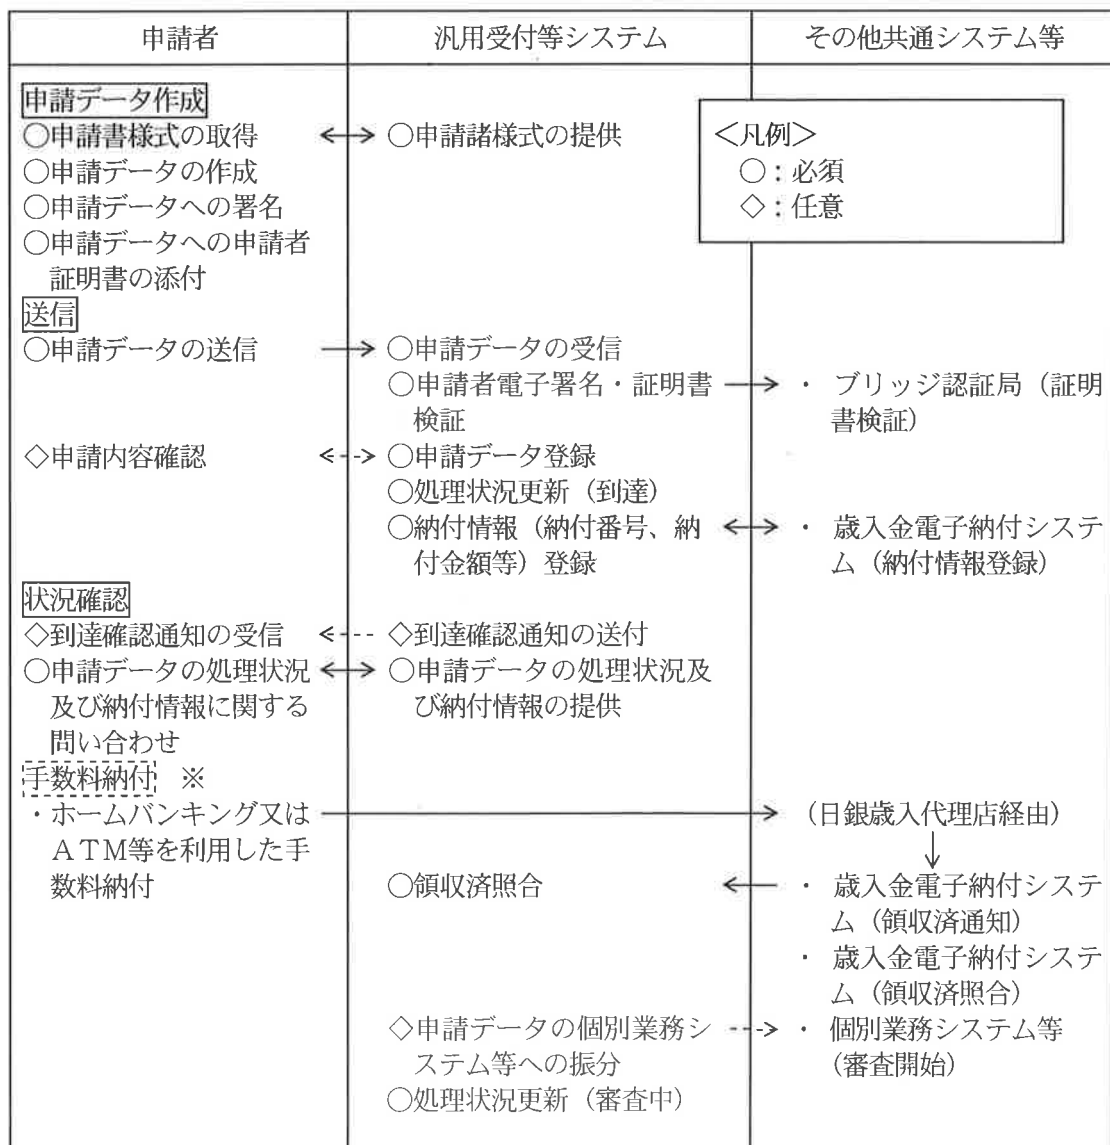 申請者 汎用受付等システム その他共通システム等
申請データ作成
○申請書様式の取得 ←→ ○申請諸様式の提供
<凡例>
○:必須
◇:任意
○申請データの作成
○申請データへの署名
○申請データへの申請者
証明書の添付
送信
○申請データの送信 → ○申請データの受信
○申請者電子署名・証明書 → ・ ブリッジ認証局(証明
検証 書検証)
◇申請内容確認 ○申請データ登録
○処理状況更新(到達)
○納付情報(納付番号、納 ←→ ・ 歳入金電子納付システ
付金額等)登録 ム(納付情報登録)
状況確認
◇到達確認通知の受信 ◇到達確認通知の送付
○申請データの処理状況 ←→ ○申請データの処理状況及
及び納付情報に関する び納付情報の提供
問い合わせ
手数料納付 ※
・ホームバンキング又は → (日銀歳入代理店経由)
ATM等を利用した手
数料納付 ○領収済照合 ← ・ 歳入金電子納付システ
ム(領収済通知)
・ 歳入金電子納付システ
ム(領収済照合)
◇申請データの個別業務シ ・ 個別業務システム等
ステム等への振分 (審査開始)
○処理状況更新(審査中)